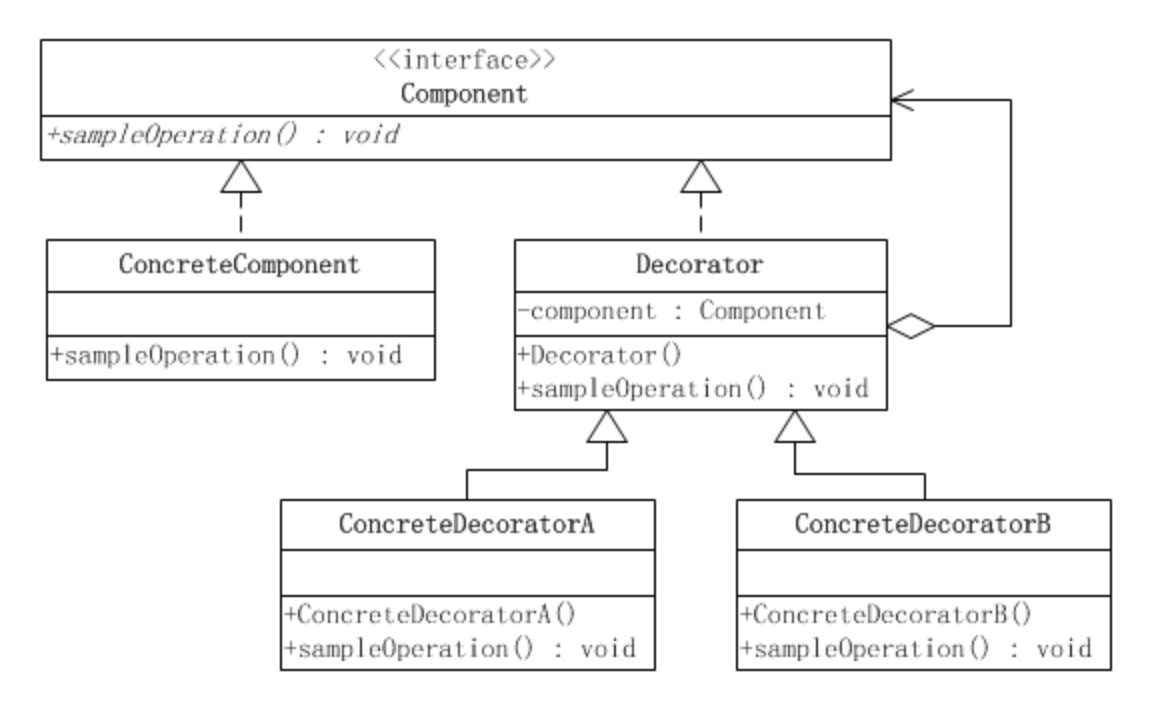 <<interface>>
Component
+sampleOperation() : void
ConcreteComponent
+sampleOperation() : void
Decorator
-component : Component
+Decorator()
+sampleOperation() : void
ConcreteDecoratorA
+ConcreteDecoratorA()
+sampleOperation() : void
ConcreteDecoratorB
+ConcreteDecoratorB()
+sampleOperation() : void